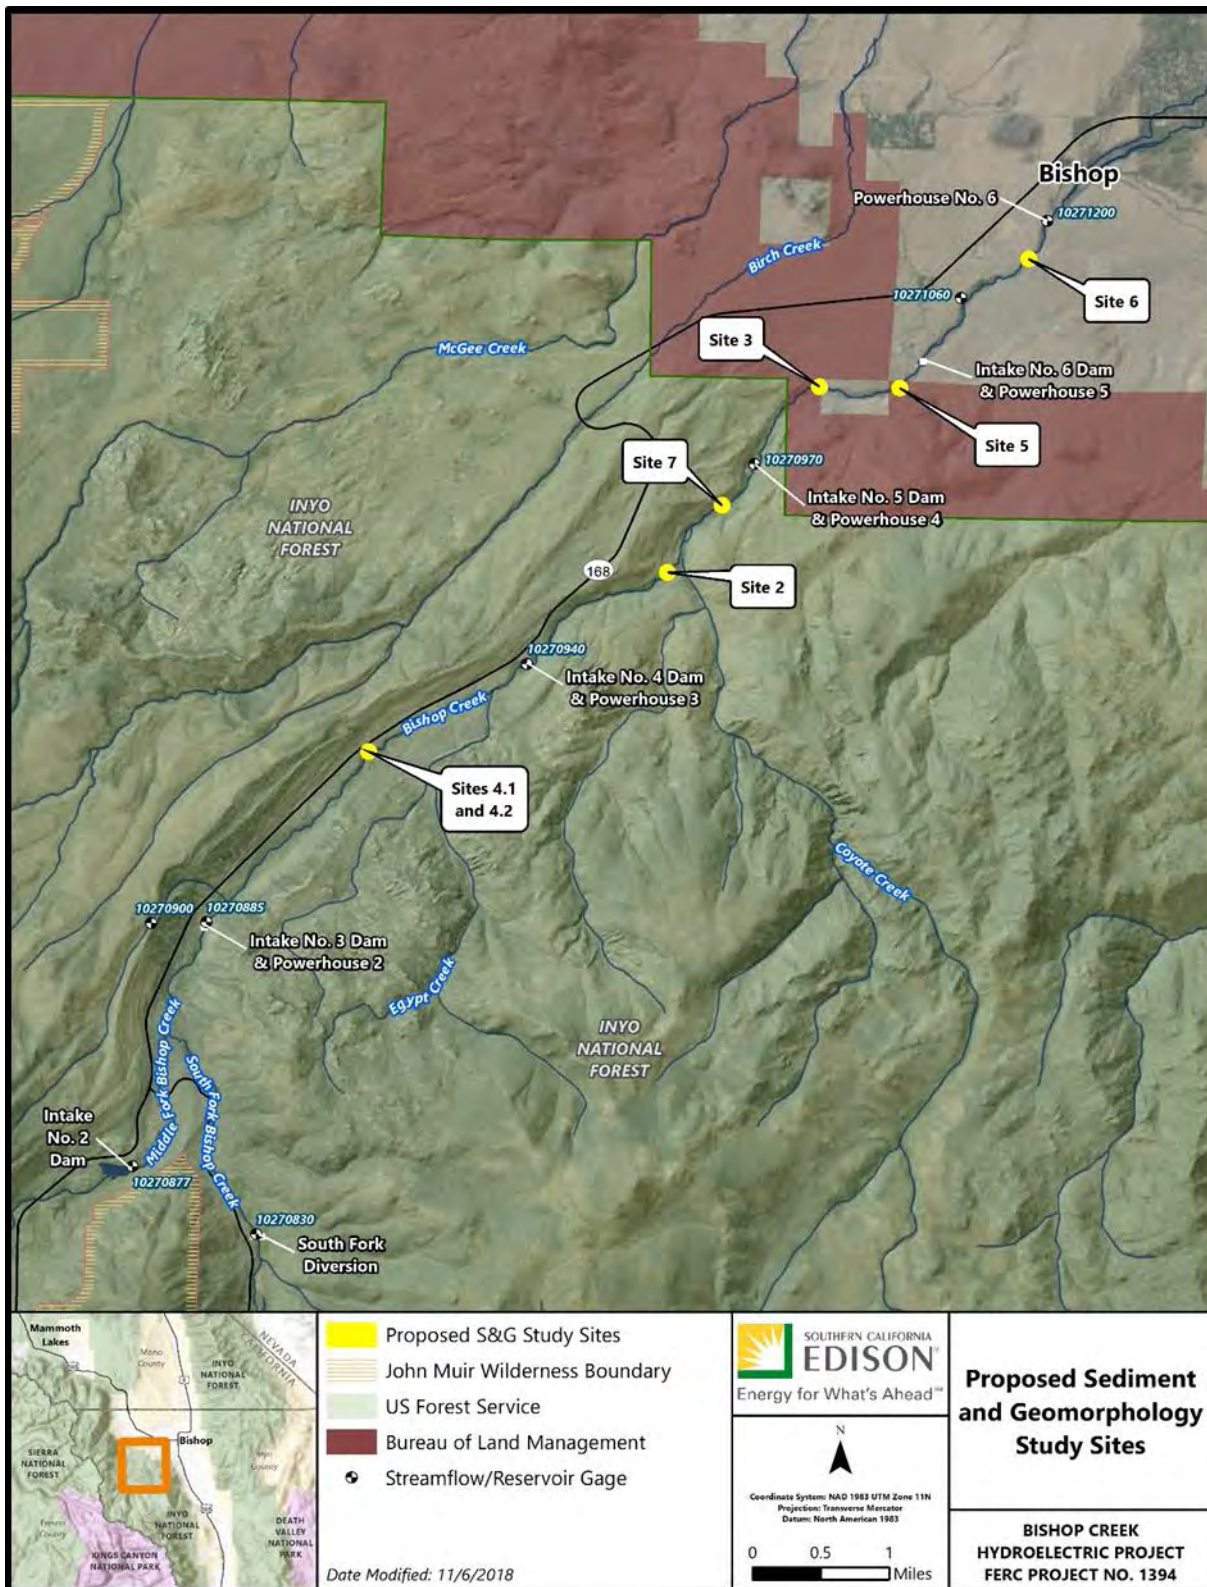 Bishop
Powerhouse No. 6
10271200
Birch Creek
10271060
Site 6
Site 3
McGee Creek
Intake No. 6 Dam
& Powerhouse 5
Site 5
Site 7
10270970
Intake No. 5 Dam
& Powerhouse 4
INYO
NATIONAL
FOREST
168
Site 2
10270940
Intake No. 4 Dam
& Powerhouse 3
Bishop Creek
Sites 4.1
and 4.2
Coyote Creek
10270900
10270885
Intake No. 3 Dam
& Powerhouse 2
Egypt Creek
INYO
NATIONAL
FOREST
Middle Fork Bishop Creek
South Fork Bishop Creek
Intake
No. 2
Dam
10270877
10270830
South Fork
Diversion
Mammoth
Lakes
Mono
County
NEVADA
CALIFORNIA
INYO
NATIONAL
FOREST
Bishop
SIERRA
NATIONAL
FOREST
Inyo
County
Fresno
County
INYO
NATIONAL
FOREST
DEATH
VALLEY
NATIONAL
PARK
KINGS CANYON
NATIONAL PARK
Proposed S&G Study Sites
John Muir Wilderness Boundary
US Forest Service
Bureau of Land Management
Streamflow/Reservoir Gage
Date Modified: 11/6/2018
SOUTHERN CALIFORNIA
EDISON®
Energy for What's Ahead℠
N
Coordinate System: NAD 1983 UTM Zone 11N
Projection: Transverse Mercator
Datum: North American 1983
0 0.5 1
Miles
Proposed Sediment
and Geomorphology
Study Sites
BISHOP CREEK
HYDROELECTRIC PROJECT
FERC PROJECT NO. 1394